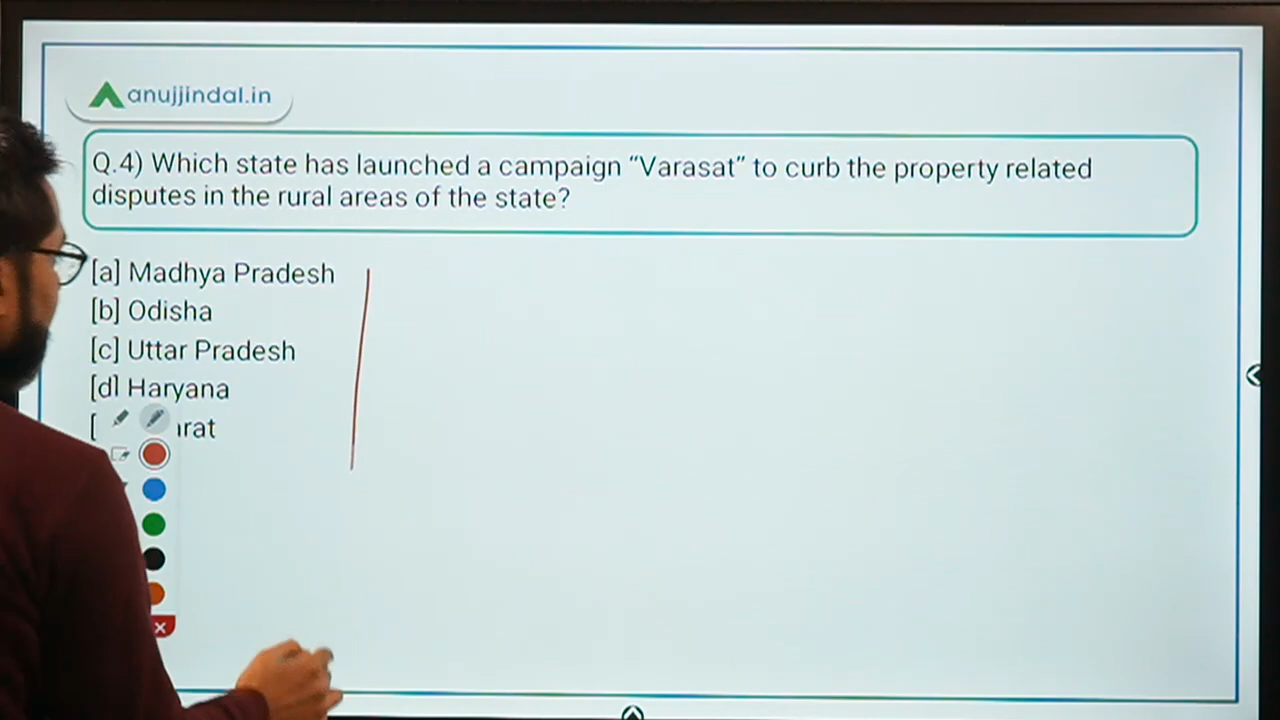 anujjindal.in
Q.4) Which state has launched a campaign “Varasat” to curb the property related
disputes in the rural areas of the state?
[a] Madhya Pradesh
[b] Odisha
[c] Uttar Pradesh
[d] Haryana